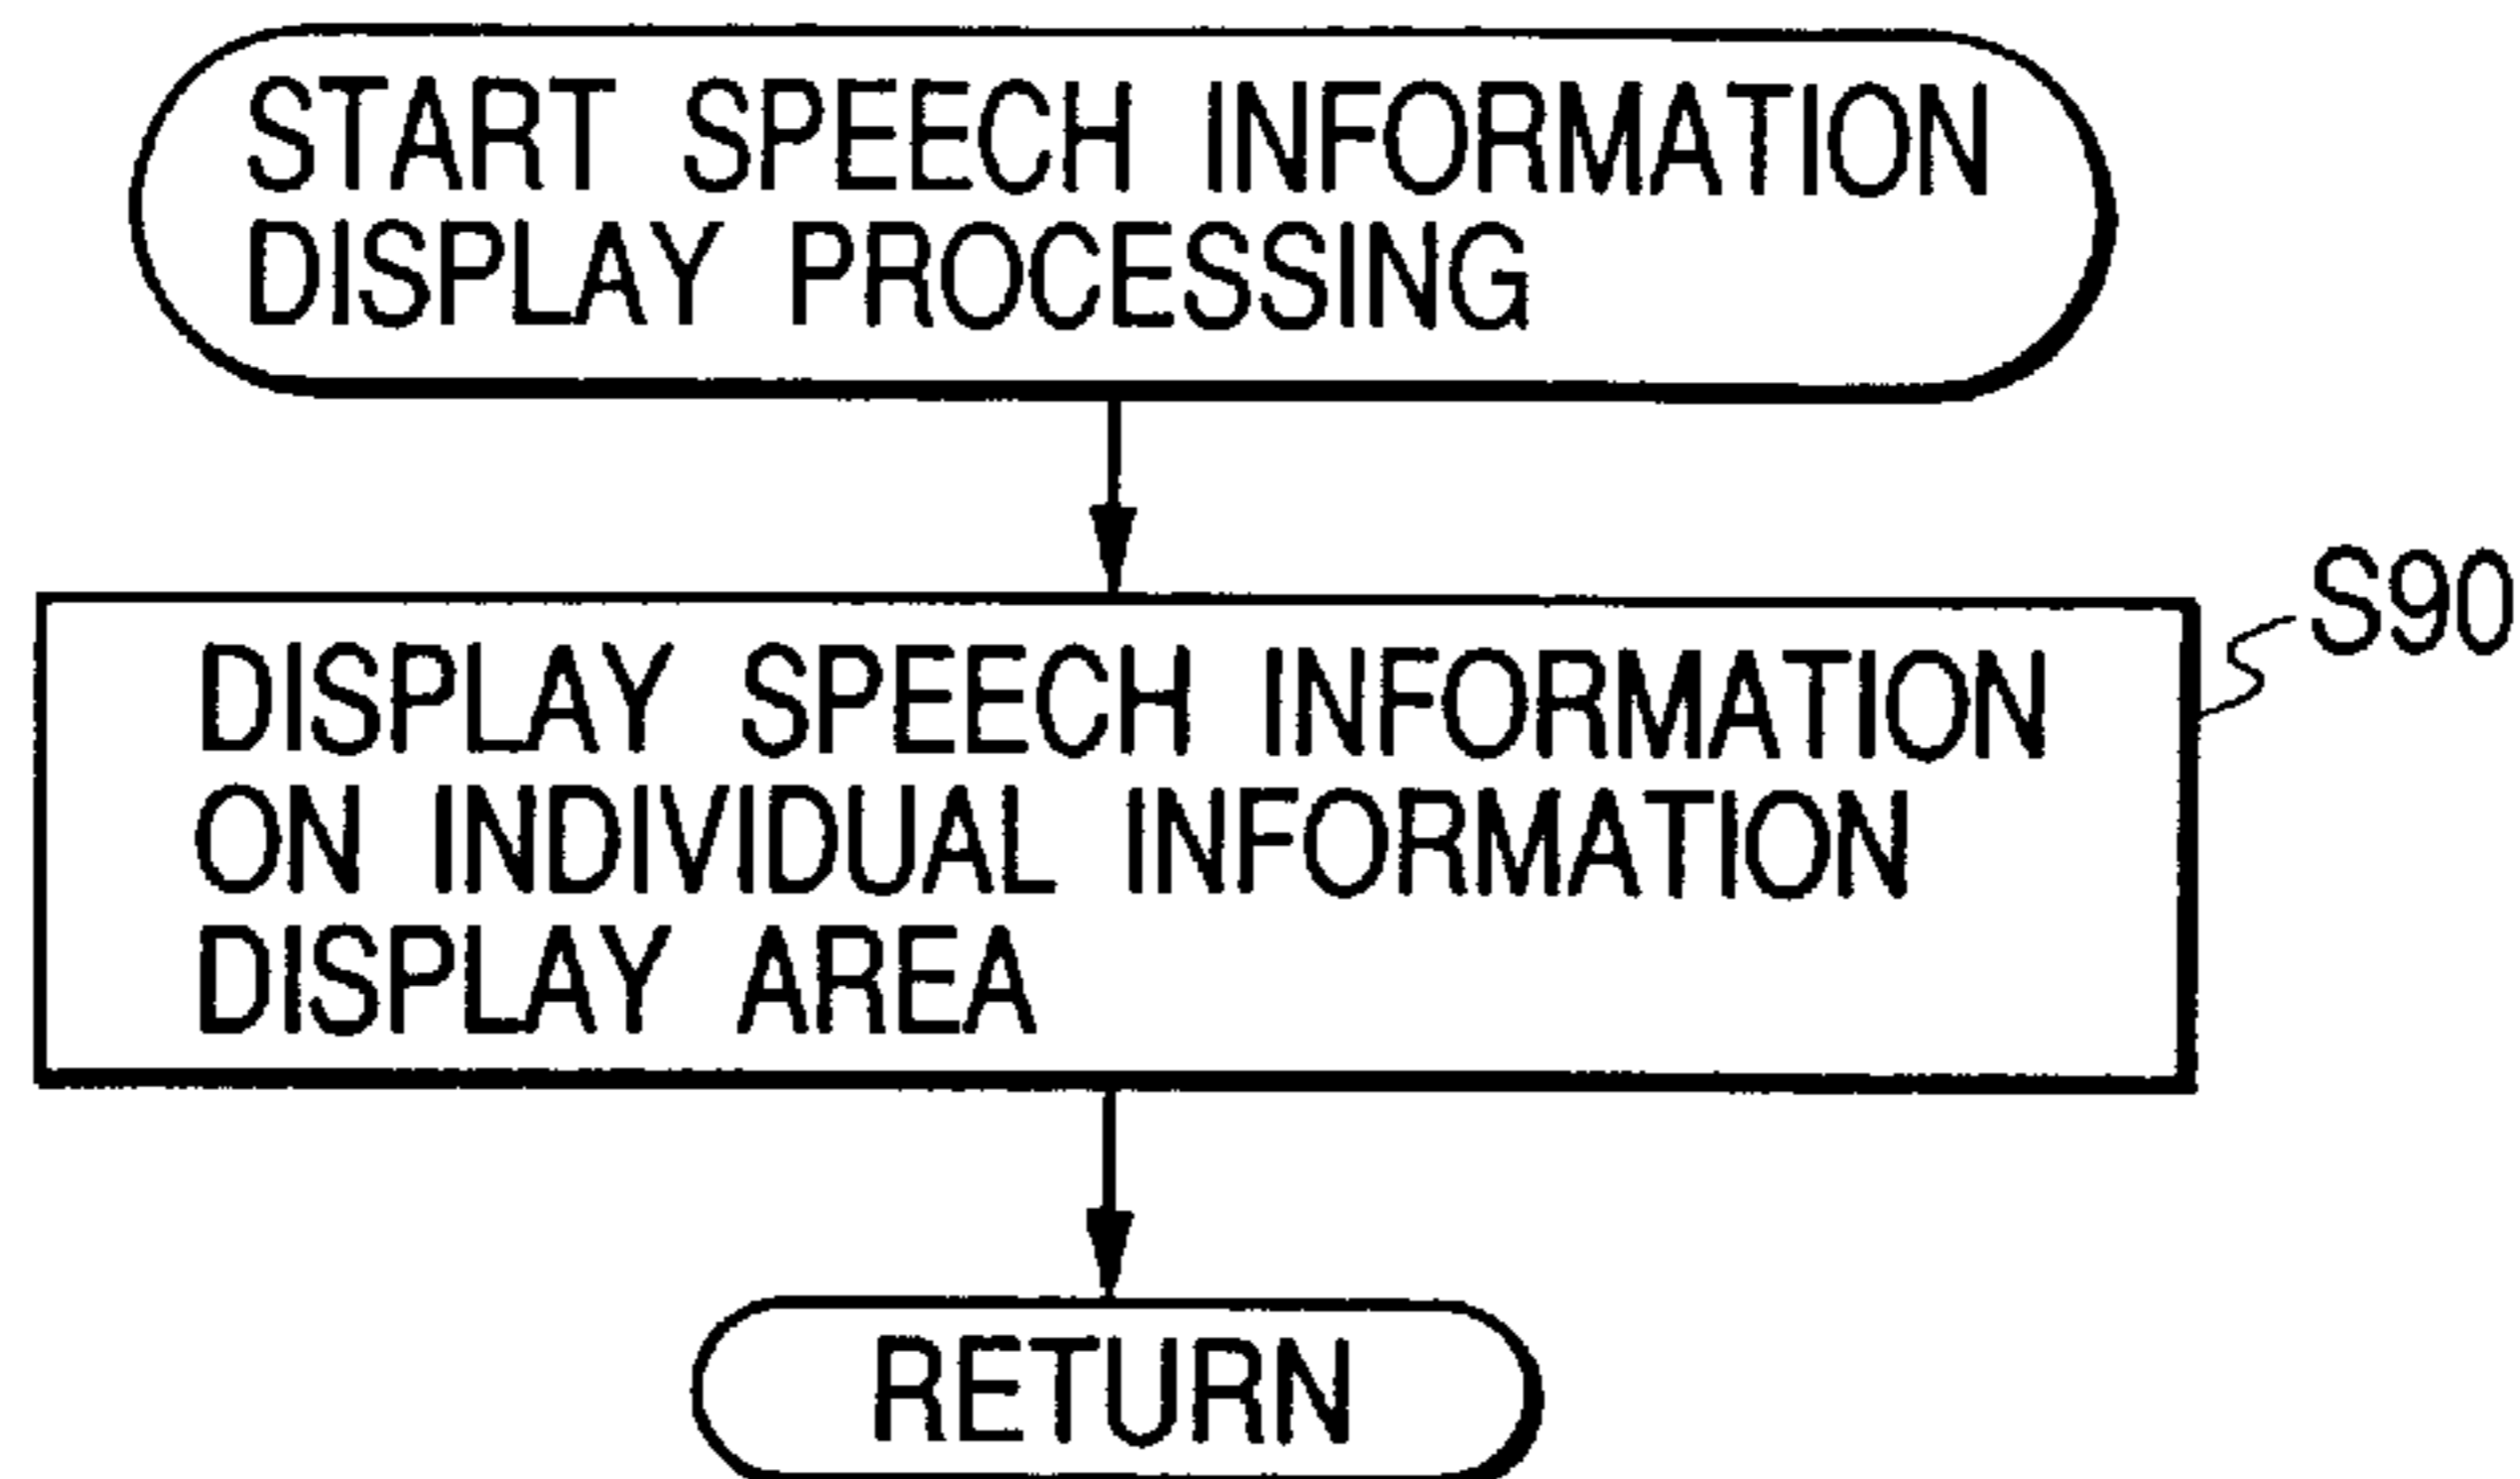 START SPEECH INFORMATION
DISPLAY PROCESSING
S90
DISPLAY SPEECH INFORMATION
ON INDIVIDUAL INFORMATION
DISPLAY AREA
RETURN